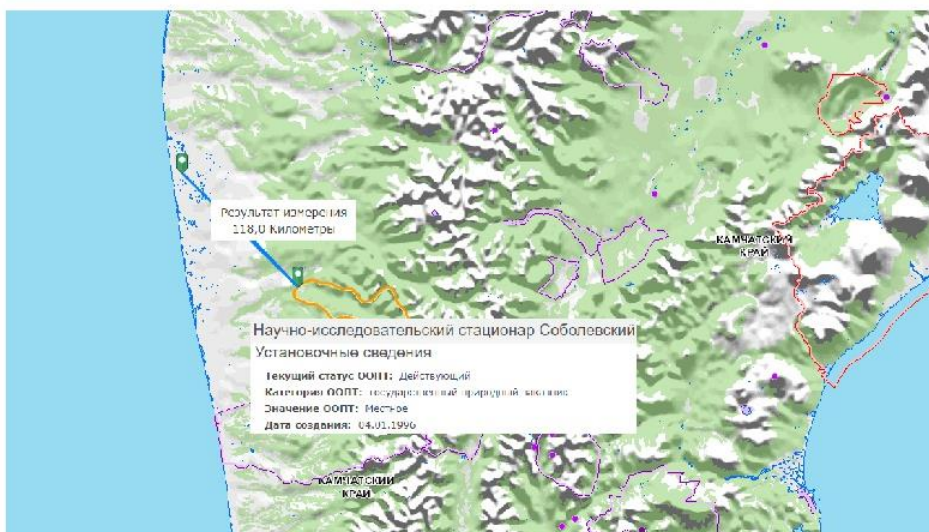 Результат измерения
118,0 Километры
КАМЧАТСКИЙ
КРАЙ
Научно-исследовательский стационар Соболевский
Установочные сведения
Текущий статус ООПТ: Действующий
Категория ООПТ: государственный природный заказник
Значение ООПТ: Местное
Дата создания: 04.01.1996
КАМЧАТСКИЙ
КРАЙ